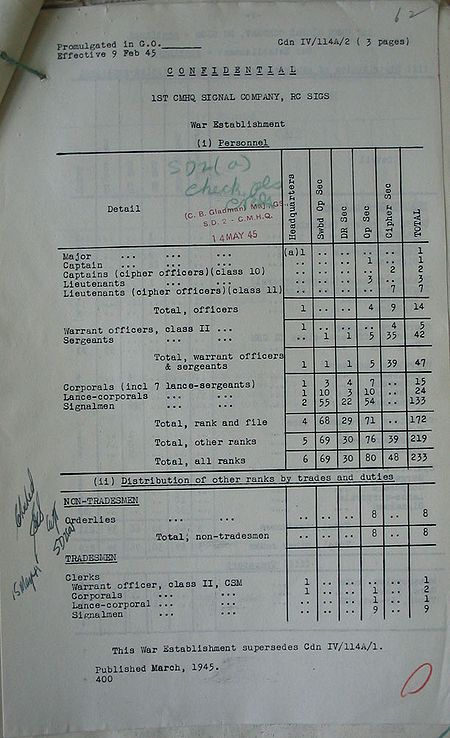 62
Promulgated in G.O.______ Cdn IV/114A/2 ( 3 pages)
Effective 9 Feb 45
CONFIDENTIAL
1ST CMHQ SIGNAL COMPANY, RC SIGS
War Establishment
(i) Personnel
SD2(a)
check pls
(C. B. Gladman) Maj GS
S.D. 2 - C.M.H.Q.
14 MAY 45
Detail Headquarters Swbd Op Sec DR Sec Op Sec Cipher Sec TOTAL
Major ... ... ... (a)1 .. .. .. .. 1
Captain ... ... ... .. .. .. 1 .. 1
Captains (cipher officers)(class 10) .. .. .. .. 2 2
Lieutenants ... ... ... .. .. .. 3 .. 3
Lieutenants (cipher officers)(class 11) .. .. .. .. 7 7
Total, officers 1 .. .. 4 9 14
Warrant officers, class II ... 1 .. .. .. 4 5
Sergeants ... ... ... .. 1 1 5 35 42
Total, warrant officers
& sergeants 1 1 1 5 39 47
Corporals (incl 7 lance-sergeants) 1 3 4 7 .. 15
Lance-corporals ... ... ... 1 10 3 10 .. 24
Signalmen ... ... ... 2 55 22 54 .. 133
Total, rank and file 4 68 29 71 .. 172
Total, other ranks 5 69 30 76 39 219
Total, all ranks 6 69 30 80 48 233
(ii) Distribution of other ranks by trades and duties
NON-TRADESMEN
Orderlies ... ... .. .. .. 8 .. 8
Total, non-tradesmen .. .. .. 8 .. 8
TRADESMEN
Clerks
Warrant officer, class II, CSM 1 .. .. .. .. 1
Corporals ... ... 1 .. .. 1 .. 2
Lance-corporal ... ... .. .. .. 1 .. 1
Signalmen ... ... .. .. .. 9 .. 9
This War Establishment supersedes Cdn IV/114A/1.
Published March, 1945.
400